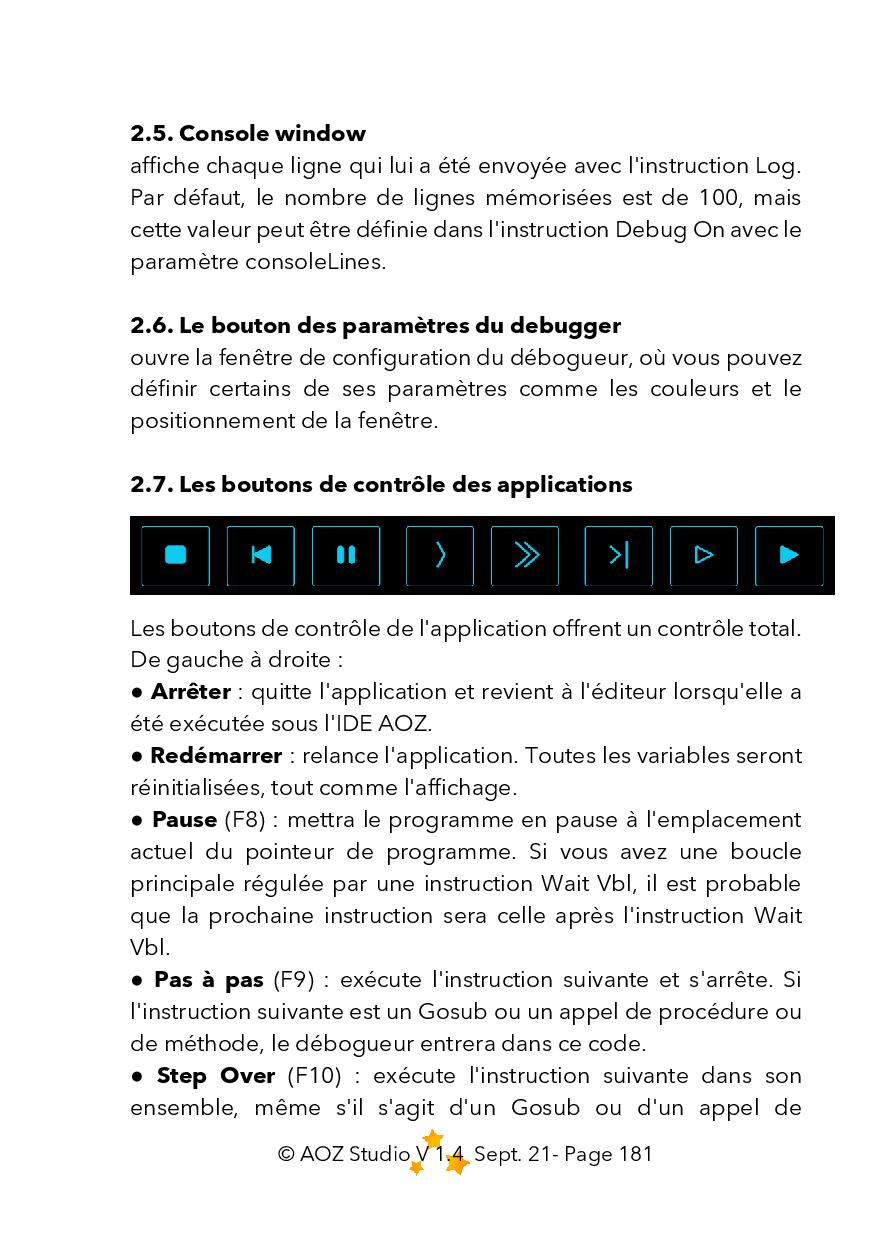 2.5. Console window
affiche chaque ligne qui lui a été envoyée avec l'instruction Log.
Par défaut, le nombre de lignes mémorisées est de 100, mais
cette valeur peut être définie dans l'instruction Debug On avec le
paramètre consoleLines.
2.6. Le bouton des paramètres du debugger
ouvre la fenêtre de configuration du débogueur, où vous pouvez
définir certains de ses paramètres comme les couleurs et le
positionnement de la fenêtre.
2.7. Les boutons de contrôle des applications
Les boutons de contrôle de l'application offrent un contrôle total.
De gauche à droite :
● Arrêter : quitte l'application et revient à l'éditeur lorsqu'elle a
été exécutée sous l'IDE AOZ.
● Redémarrer : relance l'application. Toutes les variables seront
réinitialisées, tout comme l'affichage.
● Pause (F8) : mettra le programme en pause à l'emplacement
actuel du pointeur de programme. Si vous avez une boucle
principale régulée par une instruction Wait Vbl, il est probable
que la prochaine instruction sera celle après l'instruction Wait
Vbl.
● Pas à pas (F9) : exécute l'instruction suivante et s'arrête. Si
l'instruction suivante est un Gosub ou un appel de procédure ou
de méthode, le débogueur entrera dans ce code.
● Step Over (F10) : exécute l'instruction suivante dans son
ensemble, même s'il s'agit d'un Gosub ou d'un appel de
© AOZ Studio V 1.4 Sept. 21- Page 181